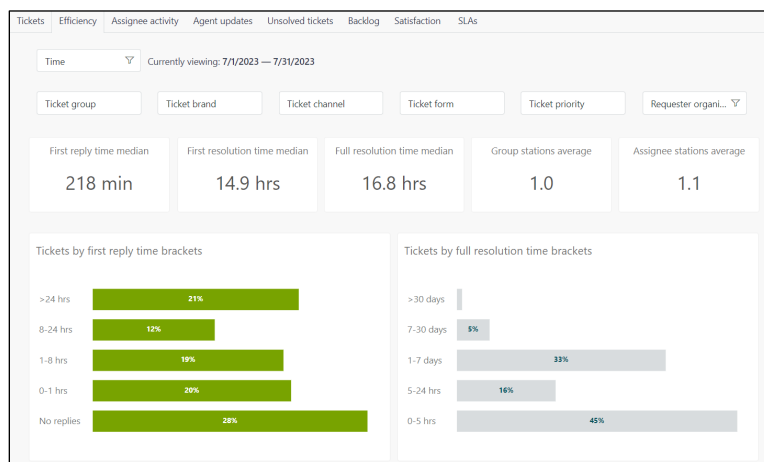 Tickets Efficiency Assignee activity Agent updates Unsolved tickets Backlog Satisfaction SLAs
Time Currently viewing: 7/1/2023 — 7/31/2023
Ticket group Ticket brand Ticket channel Ticket form Ticket priority Requester organi...
First reply time median First resolution time median Full resolution time median Group stations average Assignee stations average
218 min 14.9 hrs 16.8 hrs 1.0 1.1
Tickets by first reply time brackets
>24 hrs 21%
8-24 hrs 12%
1-8 hrs 19%
0-1 hrs 20%
No replies 28%
Tickets by full resolution time brackets
>30 days
7-30 days 5%
1-7 days 33%
5-24 hrs 16%
0-5 hrs 45%